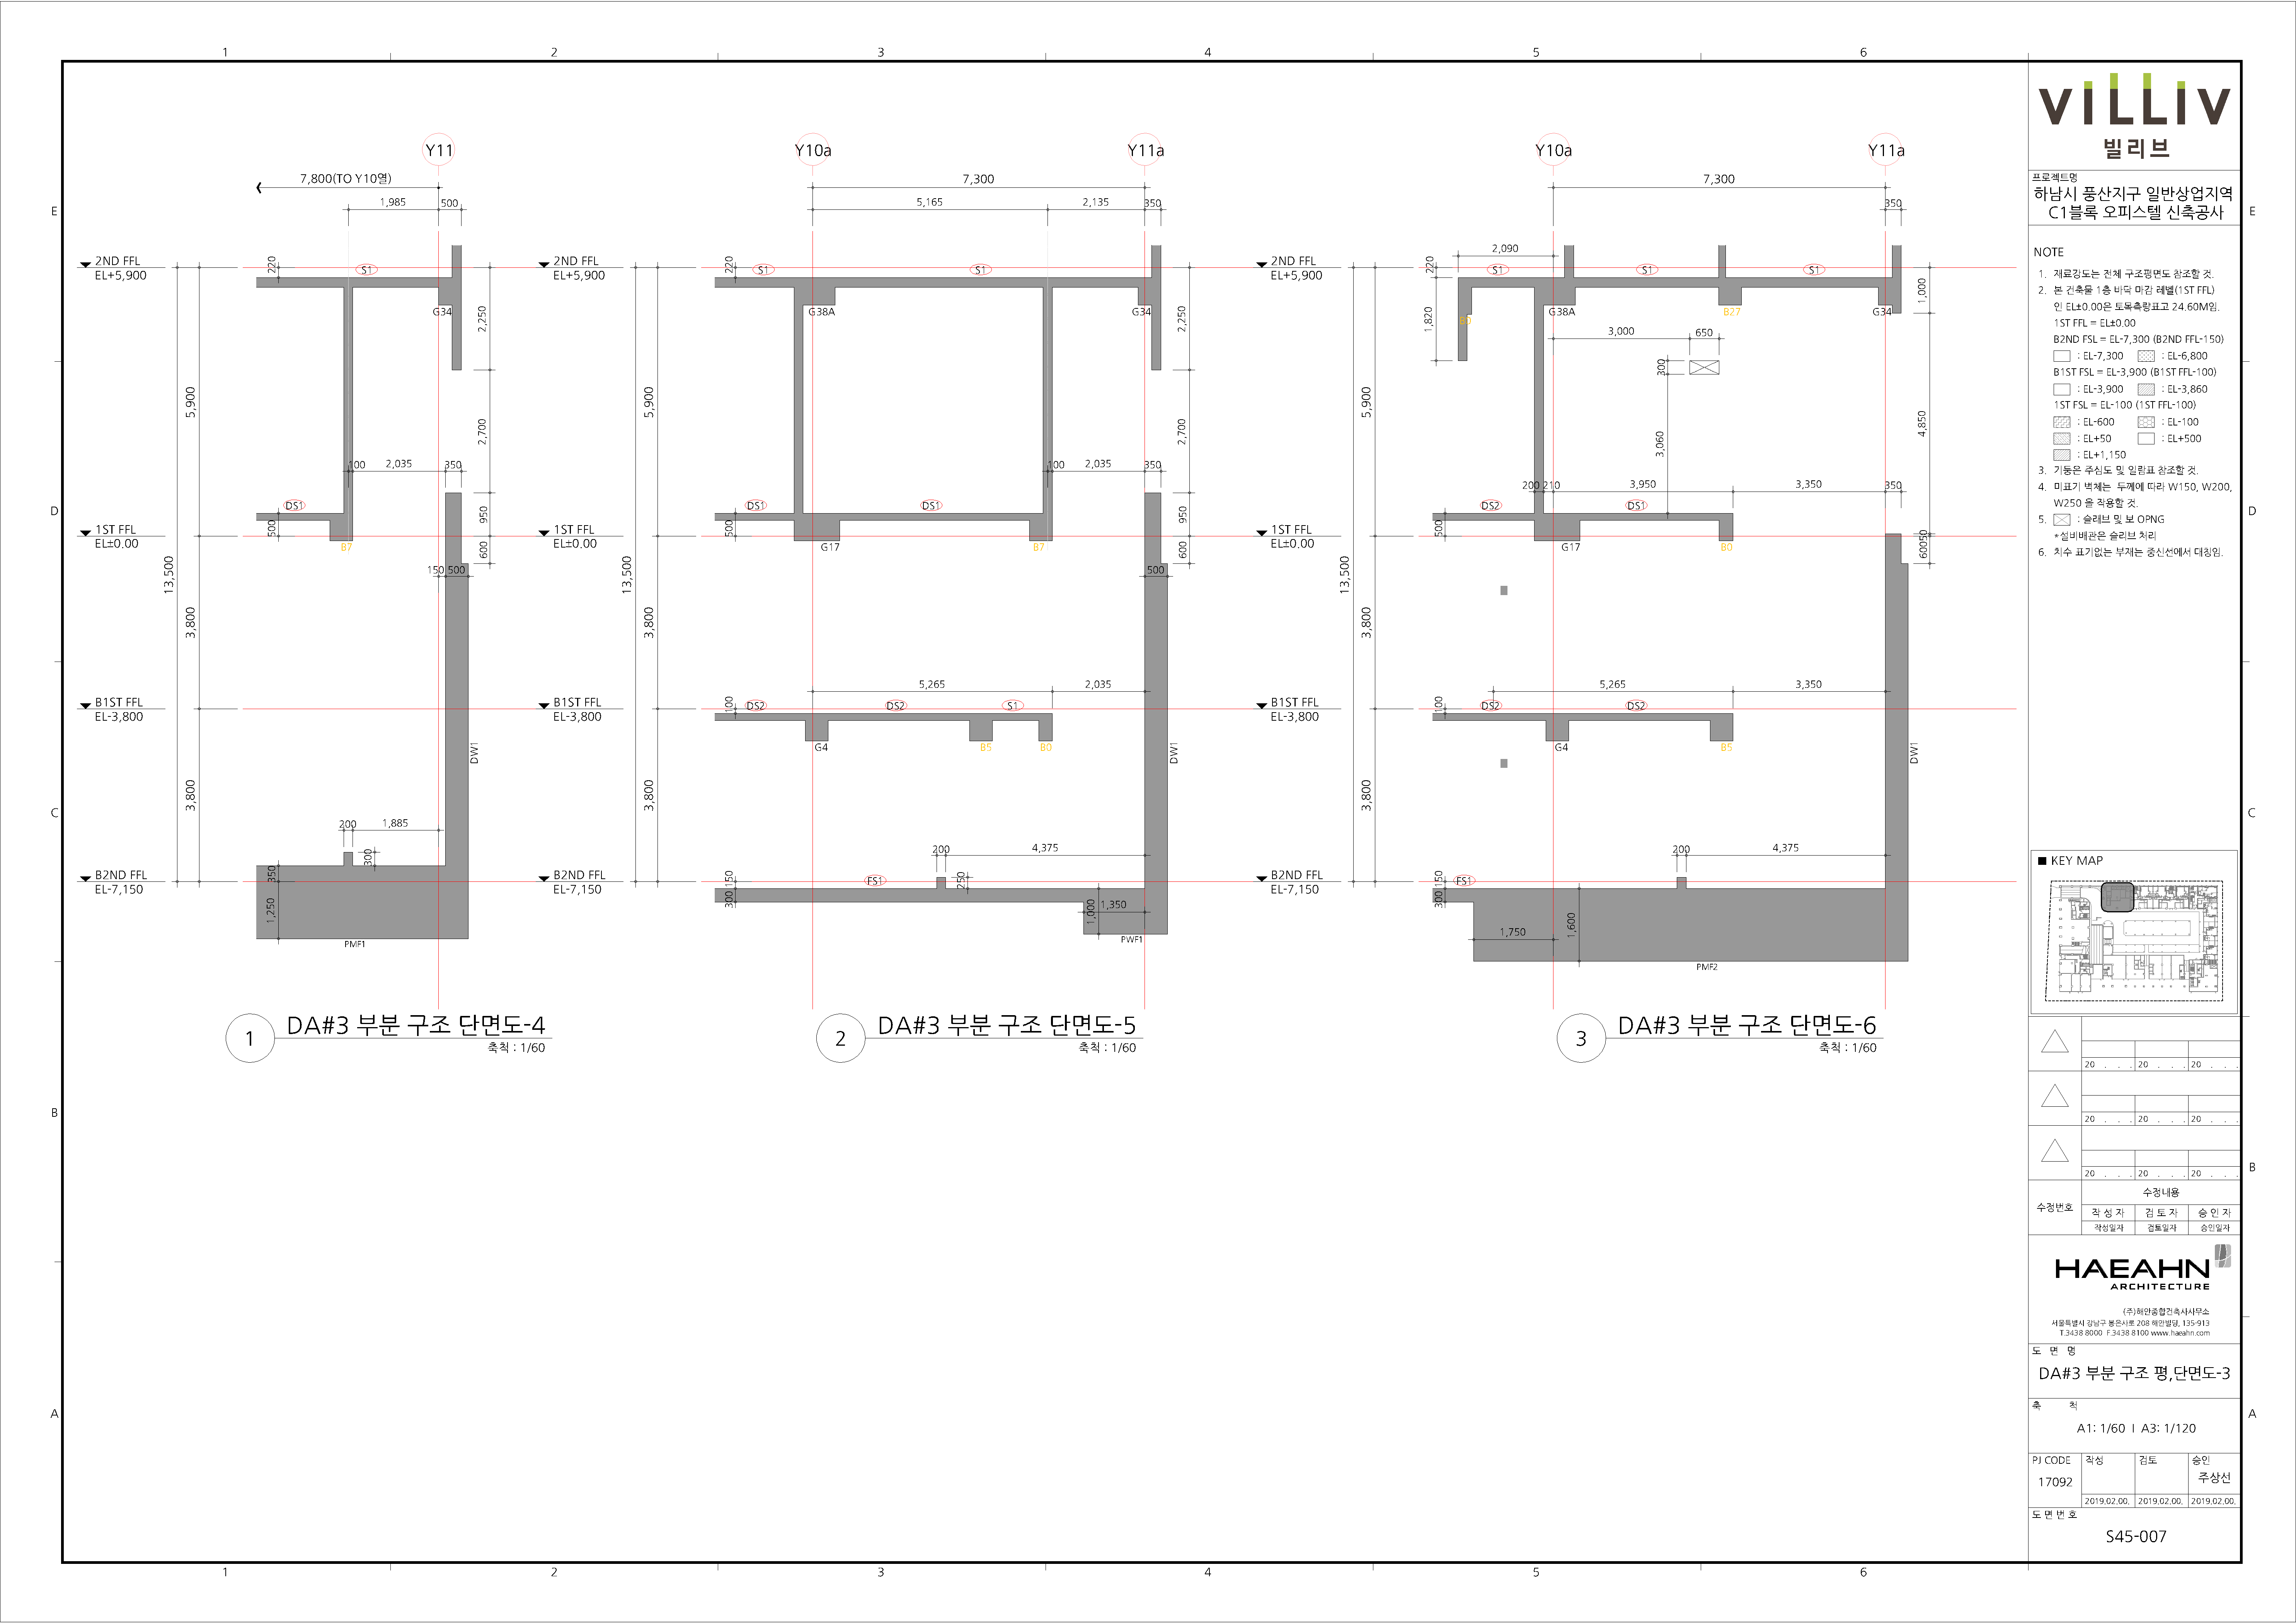 1 2 3 4 5 6
E
D
C
B
A
Y11
7,800(TO Y10열)
1,985 500
2ND FFL
EL+5,900
220
S1
G34
2,250
2,700
5,900
100 2,035 350
DS1
950
1ST FFL
EL±0.00
500
B7
600
150 500
13,500
3,800
B1ST FFL
EL-3,800
DW1
3,800
200 1,885
300
350
B2ND FFL
EL-7,150
1,250
PMF1
1
DA#3 부분 구조 단면도-4
축척 : 1/60
Y10a Y11a
7,300
5,165 2,135 350
2ND FFL
EL+5,900
220
S1 S1
G38A G34
2,250
5,900
2,700
100 2,035 350
DS1 DS1
950
1ST FFL
EL±0.00
500
G17 B7
600
500
13,500
3,800
5,265 2,035
B1ST FFL
EL-3,800
100
DS2 DS2 S1
G4 B5 B0
DW1
3,800
200 4,375
B2ND FFL
EL-7,150
150
300
FS1
250
1,000
1,350
PWF1
2
DA#3 부분 구조 단면도-5
축척 : 1/60
Y10a Y11a
7,300
350
2,090
2ND FFL
EL+5,900
220
S1 S1 S1
1,000
1,820
B0
G38A B27 G34
3,000 650
300
5,900
3,060
4,850
200 210 3,950 3,350 350
DS2 DS1
1ST FFL
EL±0.00
500
G17 B0
50
600
13,500
3,800
5,265 3,350
B1ST FFL
EL-3,800
100
DS2 DS2
G4 B5
DW1
3,800
200 4,375
B2ND FFL
EL-7,150
150
300
FS1
1,750
1,600
PMF2
3
DA#3 부분 구조 단면도-6
축척 : 1/60
VILLIV
빌리브
프로젝트명
하남시 풍산지구 일반상업지역
C1블록 오피스텔 신축공사
NOTE
1. 재료강도는 전체 구조평면도 참조할 것.
2. 본 건축물 1층 바닥 마감 레벨(1ST FFL)
인 EL±0.00은 토목측량표고 24.60M임.
1ST FFL = EL±0.00
B2ND FSL = EL-7,300 (B2ND FFL-150)
: EL-7,300 : EL-6,800
B1ST FSL = EL-3,900 (B1ST FFL-100)
: EL-3,900 : EL-3,860
1ST FSL = EL-100 (1ST FFL-100)
: EL-600 : EL-100
: EL+50 : EL+500
: EL+1,150
3. 기둥은 주심도 및 일람표 참조할 것.
4. 미표기 벽체는 두께에 따라 W150, W200,
W250 을 적용할 것.
5. : 슬래브 및 보 OPNG
*설비배관은 슬리브 처리
6. 치수 표기없는 부재는 중심선에서 대칭임.
■ KEY MAP
20 . . . 20 . . . 20 . . .
20 . . . 20 . . . 20 . . .
20 . . . 20 . . . 20 . . .
수정번호
수정내용
작 성 자 검 토 자 승 인 자
작성일자 검토일자 승인일자
HAEAHN
ARCHITECTURE
(주)해안종합건축사사무소
서울특별시 강남구 봉은사로 208 해안빌딩, 135-913
T.3438 8000 F.3438 8100 www.haeahn.com
도 면 명
DA#3 부분 구조 평,단면도-3
축 척
A1: 1/60 I A3: 1/120
PJ CODE 작성 검토 승인
17092 주상선
2019.02.00. 2019.02.00. 2019.02.00.
도 면 번 호
S45-007
E
D
C
B
A
1 2 3 4 5 6